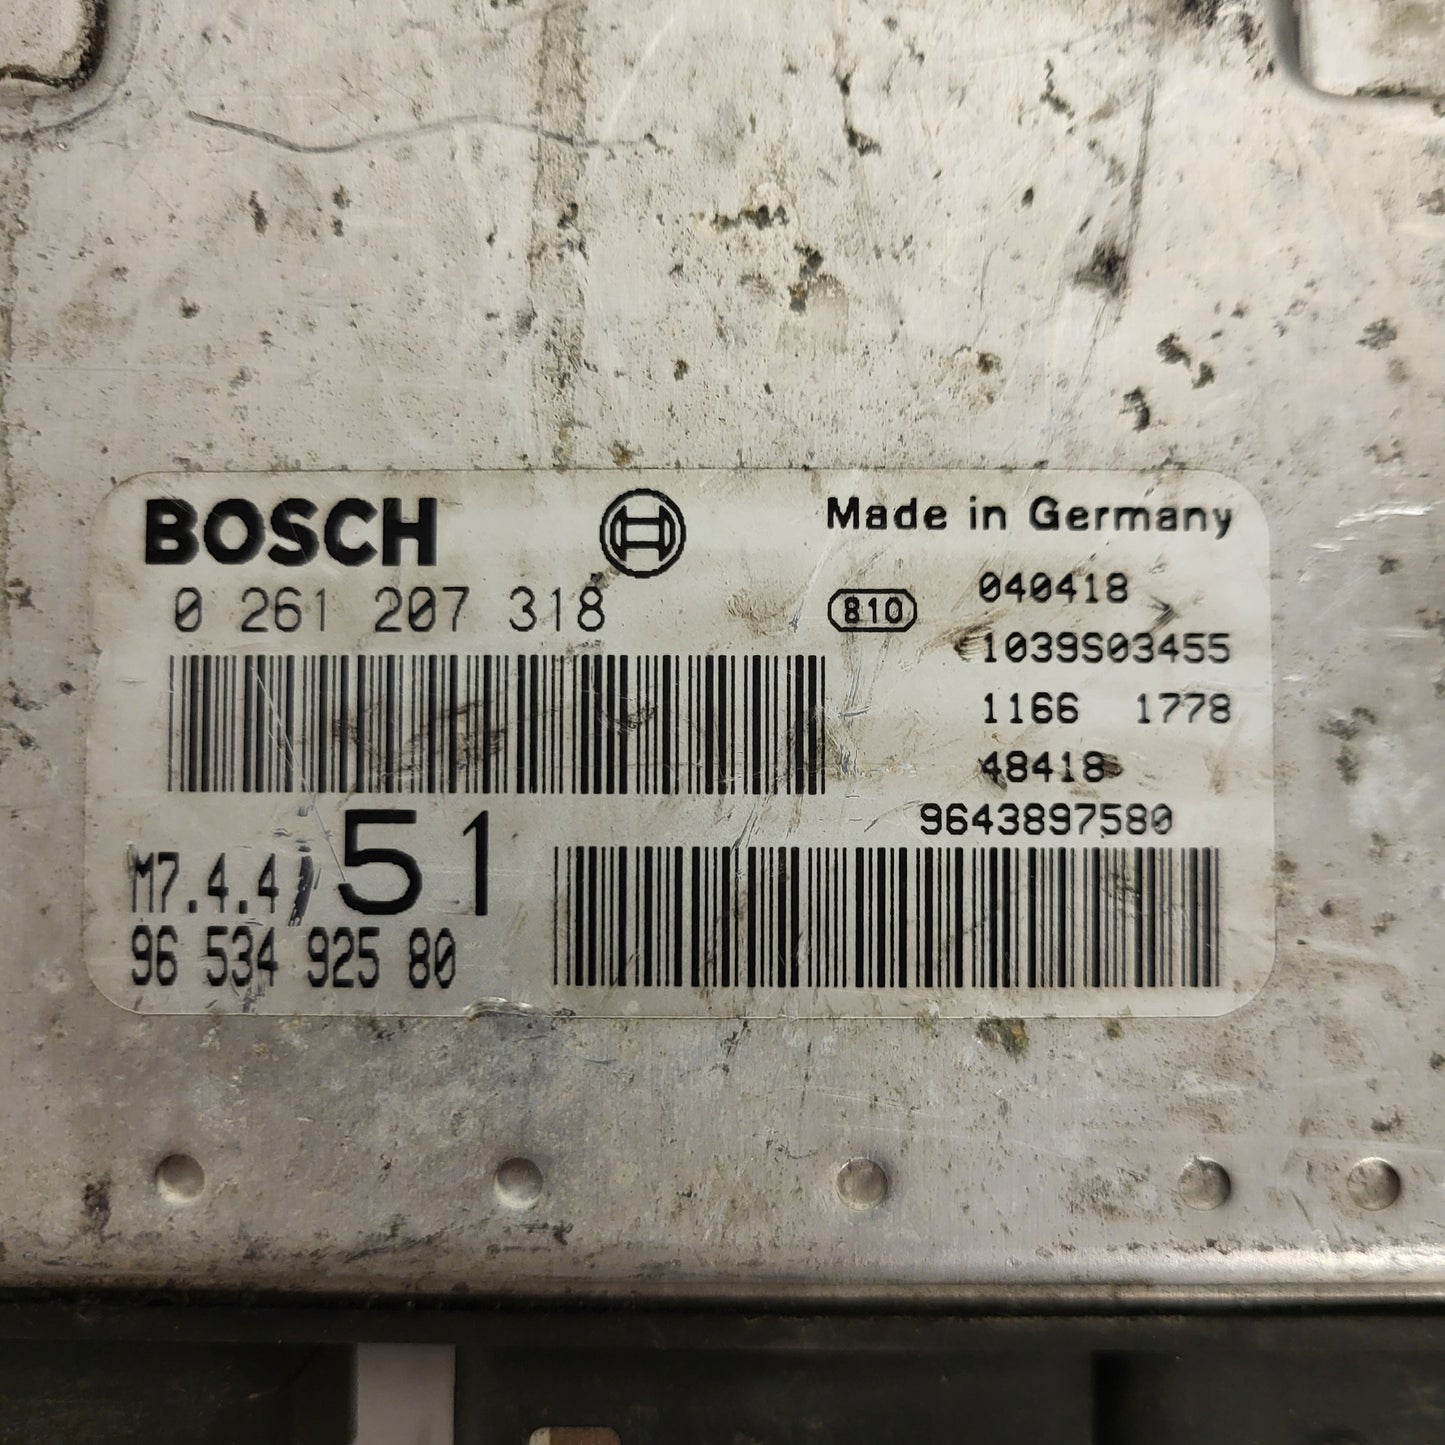 BOSCH
Made in Germany
0 261 207 318
810
040418
1039S03455
1166 1778
48418
9643897580
M7.4.4
51
96 534 925 80